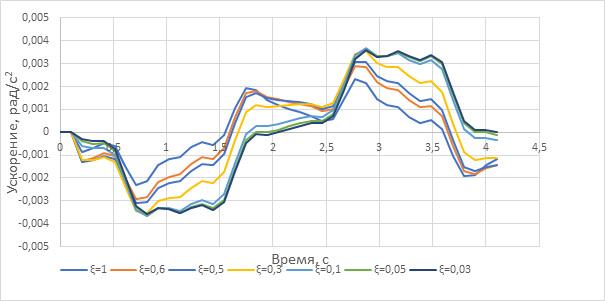 0,005
0,004
0,003
0,002
0,001
0
-0,001
-0,002
-0,003
-0,004
-0,005
Ускорение, рад/с²
0 0,5 1 1,5 2 2,5 3 3,5 4 4,5
Время, с
ξ=1 ξ=0,6 ξ=0,5 ξ=0,3 ξ=0,1 ξ=0,05 ξ=0,03